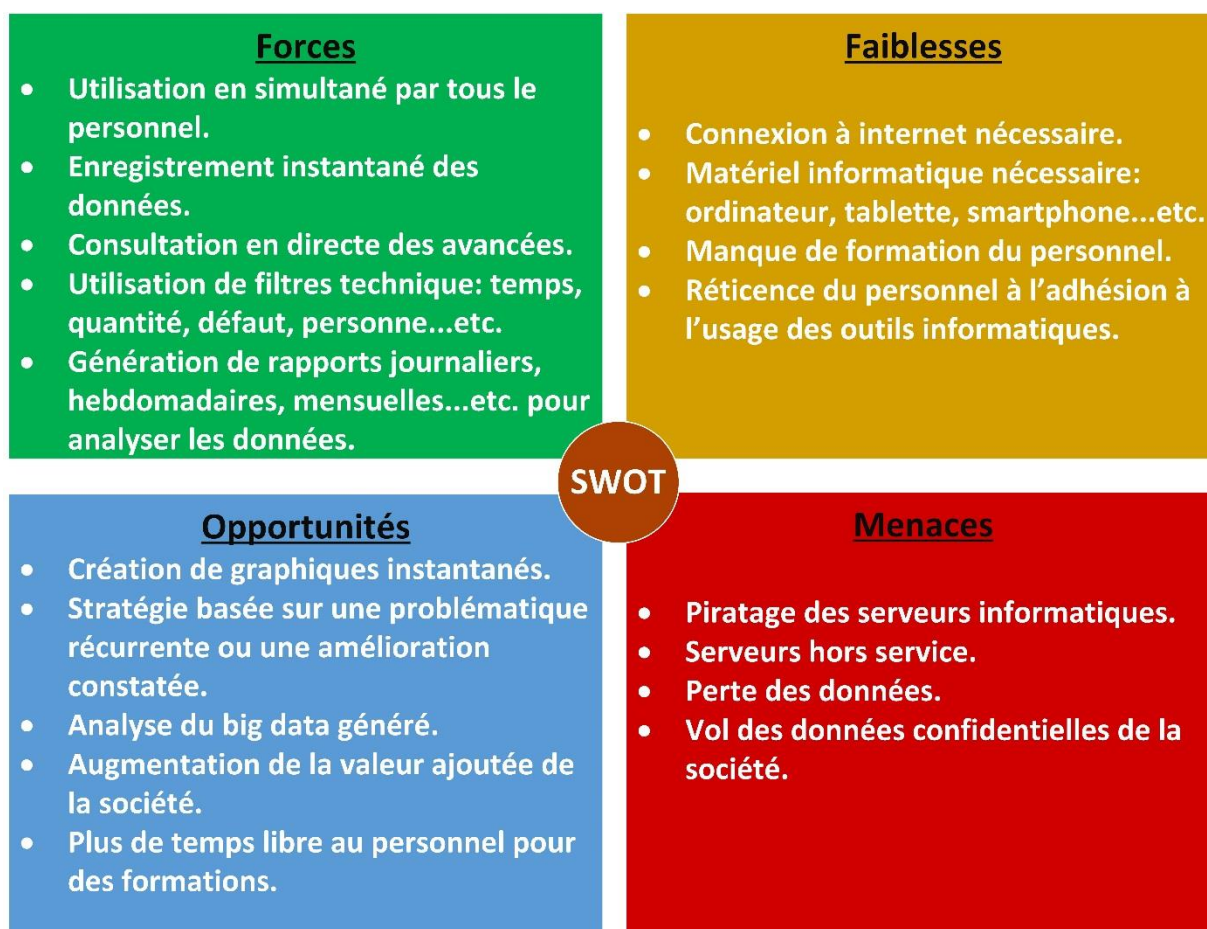 Forces
• Utilisation en simultané par tous le
personnel.
• Enregistrement instantané des
données.
• Consultation en directe des avancées.
• Utilisation de filtres technique: temps,
quantité, défaut, personne...etc.
• Génération de rapports journaliers,
hebdomadaires, mensuelles...etc. pour
analyser les données.
Faiblesses
• Connexion à internet nécessaire.
• Matériel informatique nécessaire:
ordinateur, tablette, smartphone...etc.
• Manque de formation du personnel.
• Réticence du personnel à l’adhésion à
l’usage des outils informatiques.
SWOT
Opportunités
• Création de graphiques instantanés.
• Stratégie basée sur une problématique
récurrente ou une amélioration
constatée.
• Analyse du big data généré.
• Augmentation de la valeur ajoutée de
la société.
• Plus de temps libre au personnel pour
des formations.
Menaces
• Piratage des serveurs informatiques.
• Serveurs hors service.
• Perte des données.
• Vol des données confidentielles de la
société.